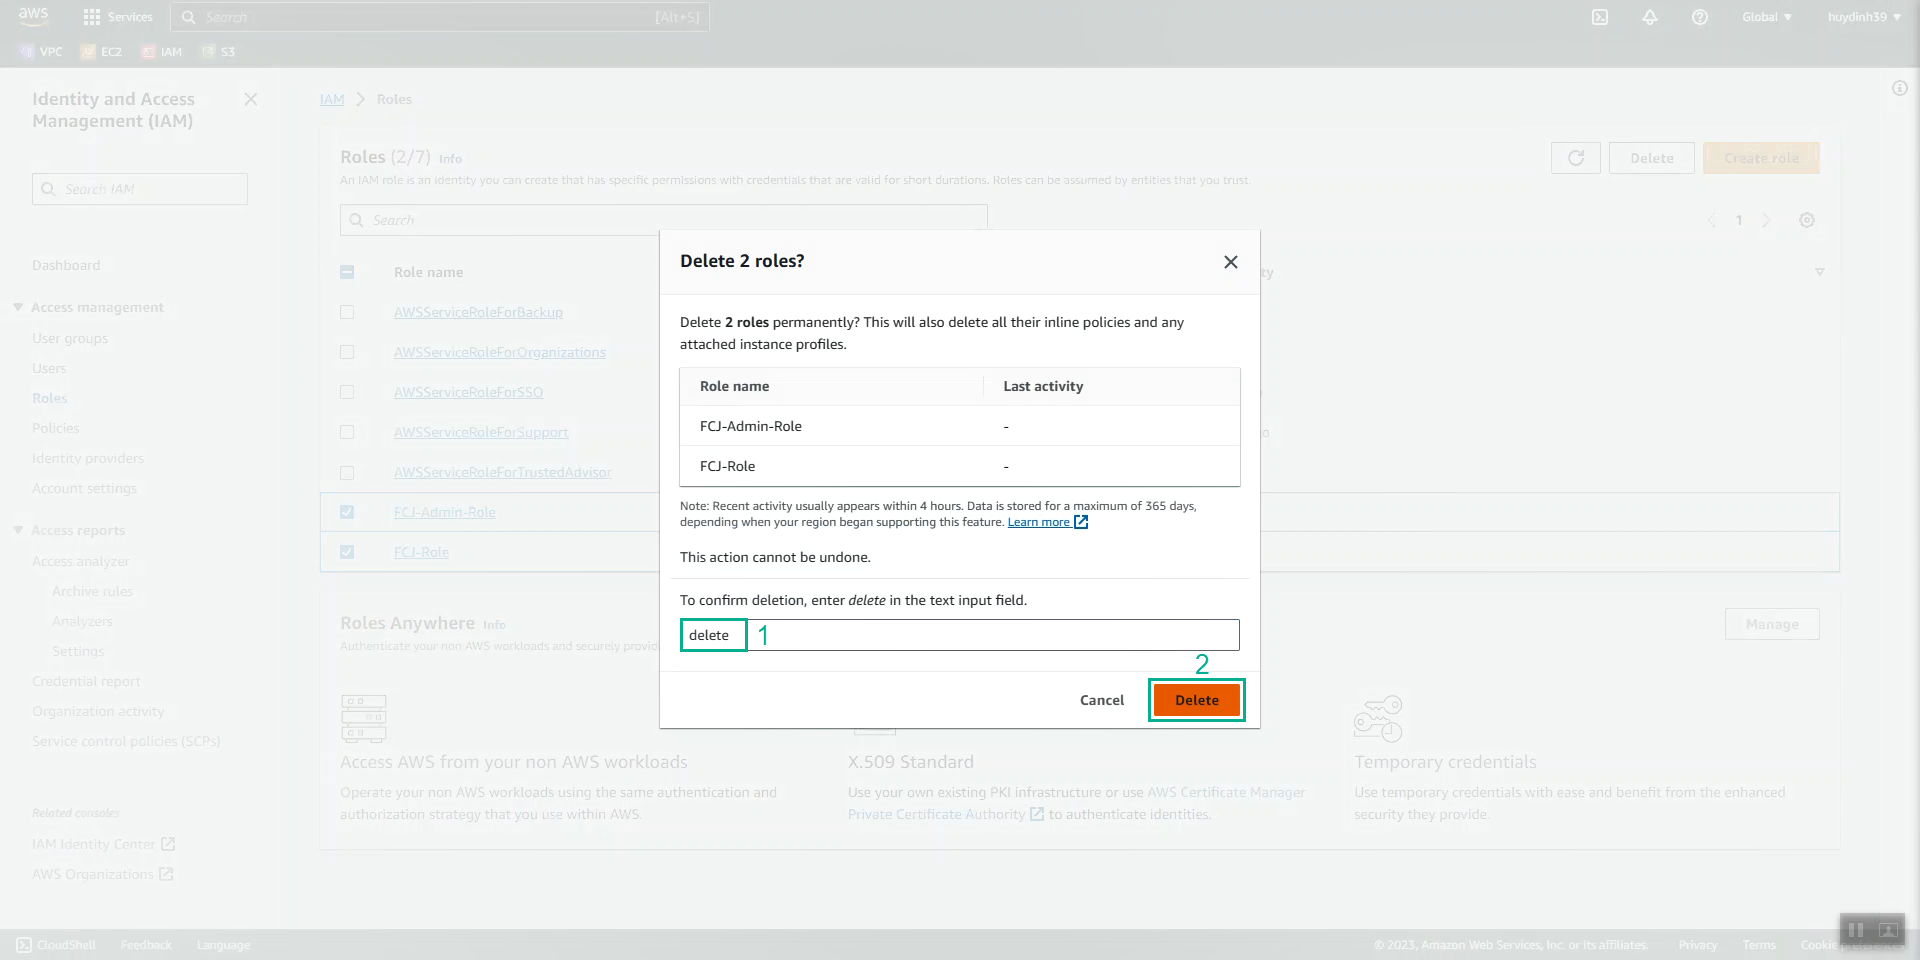 aws
Services
Search
[Alt+S]
Global
huydinh39
VPC
EC2
IAM
S3
Identity and Access
Management (IAM)
Search IAM
Dashboard
Access management
User groups
Users
Roles
Policies
Identity providers
Account settings
Access reports
Access analyzer
Archive rules
Analyzers
Settings
Credential report
Organization activity
Service control policies (SCPs)
Related consoles
IAM Identity Center
AWS Organizations
IAM > Roles
Roles (2/7) Info
Delete
Create role
An IAM role is an identity you can create that has specific permissions with credentials that are valid for short durations. Roles can be assumed by entities that you trust.
Search
1
Role name
ty
AWSServiceRoleForBackup
AWSServiceRoleForOrganizations
AWSServiceRoleForSSO
AWSServiceRoleForSupport
AWSServiceRoleForTrustedAdvisor
FCJ-Admin-Role
FCJ-Role
Delete 2 roles?
Delete 2 roles permanently? This will also delete all their inline policies and any
attached instance profiles.
Role name
Last activity
FCJ-Admin-Role
-
FCJ-Role
-
Note: Recent activity usually appears within 4 hours. Data is stored for a maximum of 365 days,
depending when your region began supporting this feature. Learn more
This action cannot be undone.
To confirm deletion, enter delete in the text input field.
delete
1
2
Cancel
Delete
Roles Anywhere Info
Manage
Authenticate your non AWS workloads and securely provid
Access AWS from your non AWS workloads
Operate your non AWS workloads using the same authentication and
authorization strategy that you use within AWS.
X.509 Standard
Use your own existing PKI infrastructure or use AWS Certificate Manager
Private Certificate Authority to authenticate identities.
Temporary credentials
Use temporary credentials with ease and benefit from the enhanced
security they provide.
CloudShell
Feedback
Language
© 2023, Amazon Web Services, Inc. or its affiliates.
Privacy
Terms
Cookie